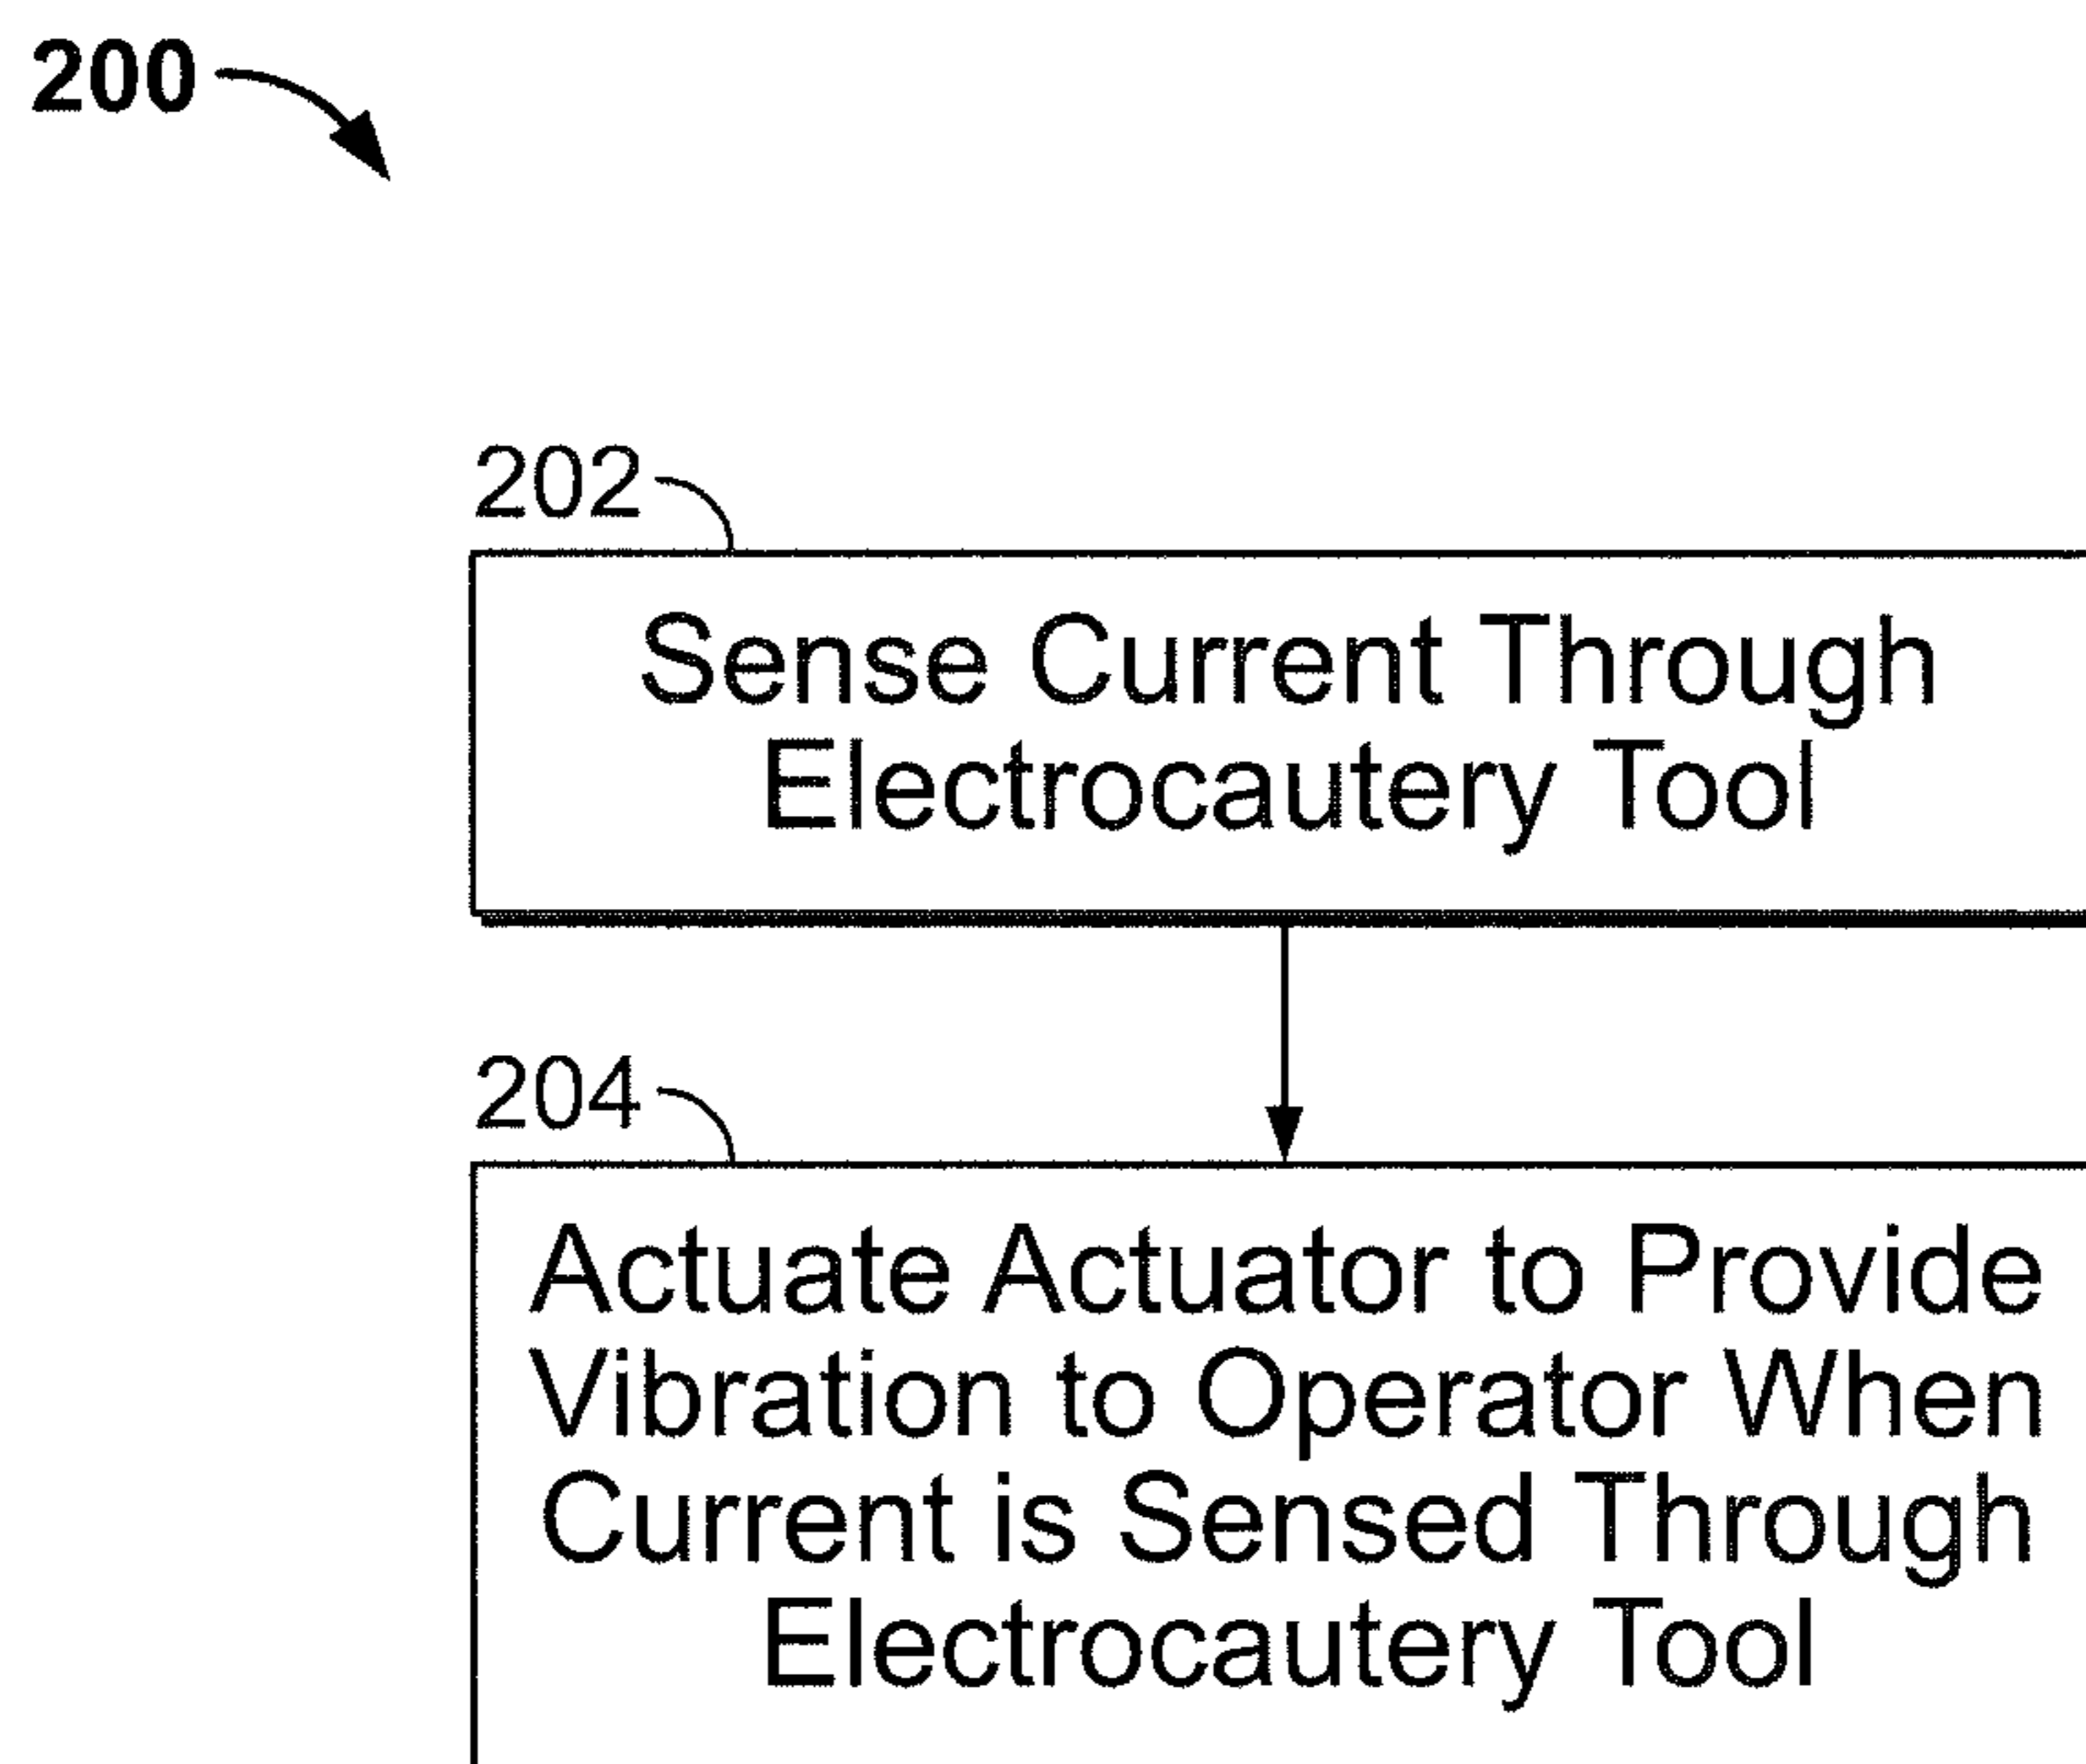 200
202
Sense Current Through
Electrocautery Tool
204
Actuate Actuator to Provide
Vibration to Operator When
Current is Sensed Through
Electrocautery Tool